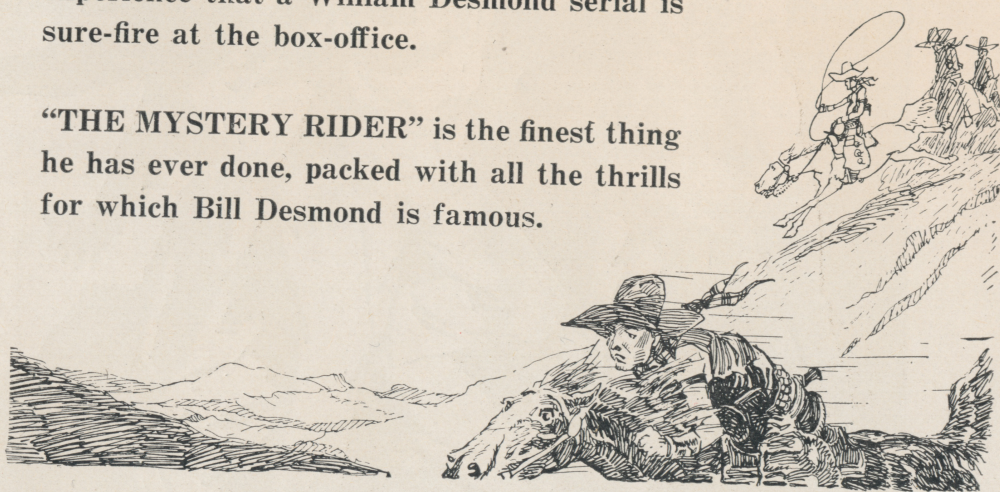 that a William Desmond serial is
sure-fire at the box-office.
“THE MYSTERY RIDER” is the finest thing
he has ever done, packed with all the thrills
for which Bill Desmond is famous.